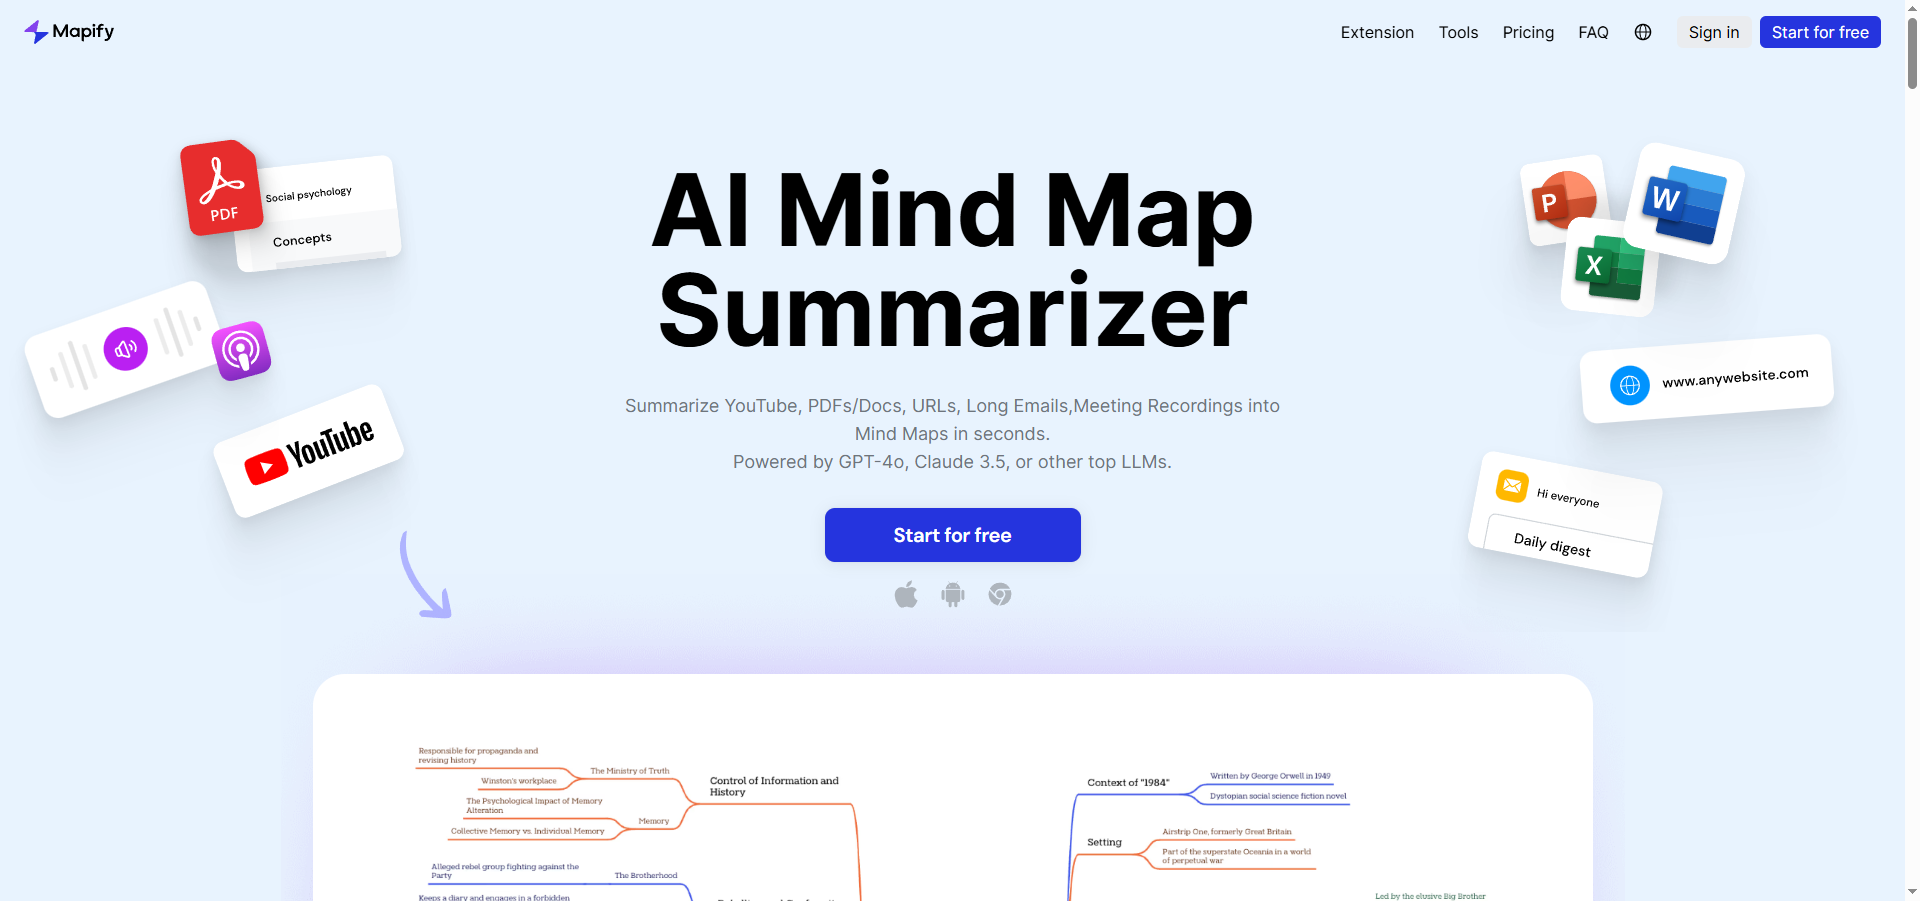 Mapify
Extension
Tools
Pricing
FAQ
Sign in
Start for free
PDF
Social psychology
Concepts
YouTube
AI Mind Map
Summarizer
Summarize YouTube, PDFs/Docs, URLs, Long Emails,Meeting Recordings into
Mind Maps in seconds.
Powered by GPT-4o, Claude 3.5, or other top LLMs.
Start for free
P
W
X
www.anywebsite.com
Hi everyone
Daily digest
Responsible for propaganda and
revising history
The Ministry of Truth
Winston's workplace
Control of Information and
History
The Psychological Impact of Memory
Alteration
Memory
Collective Memory vs. Individual Memory
Alleged rebel group fighting against the
Party
The Brotherhood
Keeps a diary and engages in a forbidden
Context of "1984"
Written by George Orwell in 1949
Dystopian social science fiction novel
Setting
Airstrip One, formerly Great Britain
Part of the superstate Oceania in a world
of perpetual war
Led by the elusive Big Brother